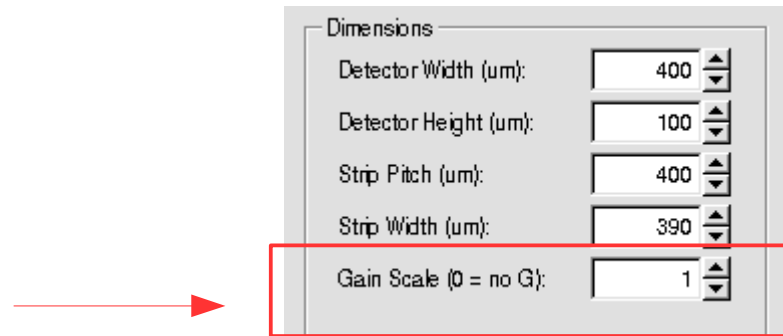 Dimensions
Detector Width (um): 400
Detector Height (um): 100
Strip Pitch (um): 400
Strip Width (um): 390
Gain Scale (0 = no G): 1